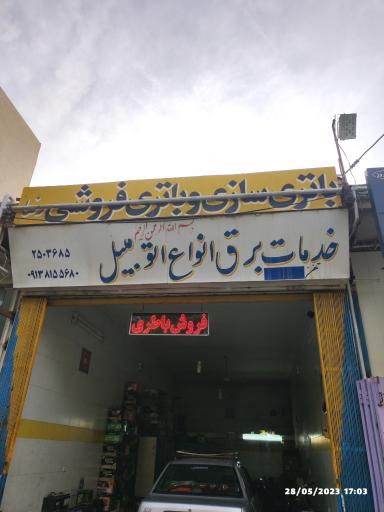 باتری سازی و باتری فروشی
بسم الله الرحمن الرحیم
خدمات برق انواع اتومبیل
۲۵۰۳۶۸۵
۰۹۱۳۸۱۵۵۶۸۰
فروش باطری
28/05/2023 17:03